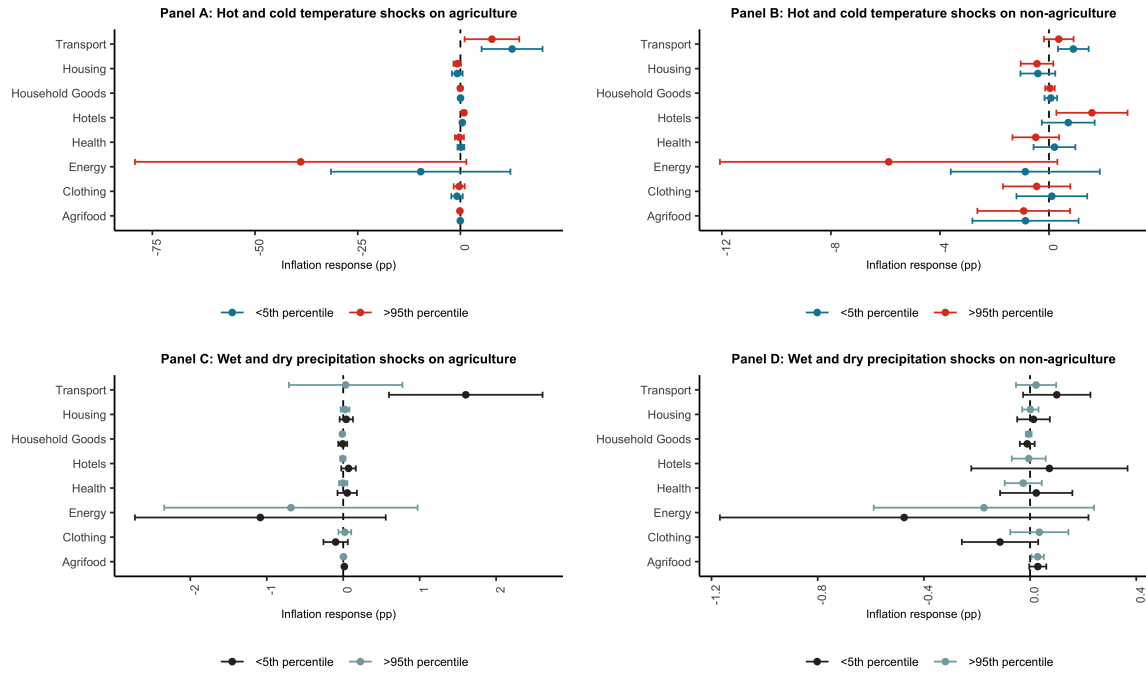 Panel A: Hot and cold temperature shocks on agriculture
Transport
Housing
Household Goods
Hotels
Health
Energy
Clothing
Agrifood
-75
-50
-25
0
Inflation response (pp)
<5th percentile
>95th percentile
Panel B: Hot and cold temperature shocks on non-agriculture
Transport
Housing
Household Goods
Hotels
Health
Energy
Clothing
Agrifood
-12
-8
-4
0
Inflation response (pp)
<5th percentile
>95th percentile
Panel C: Wet and dry precipitation shocks on agriculture
Transport
Housing
Household Goods
Hotels
Health
Energy
Clothing
Agrifood
-2
-1
0
1
2
Inflation response (pp)
<5th percentile
>95th percentile
Panel D: Wet and dry precipitation shocks on non-agriculture
Transport
Housing
Household Goods
Hotels
Health
Energy
Clothing
Agrifood
-1.2
-0.8
-0.4
0.0
0.4
Inflation response (pp)
<5th percentile
>95th percentile